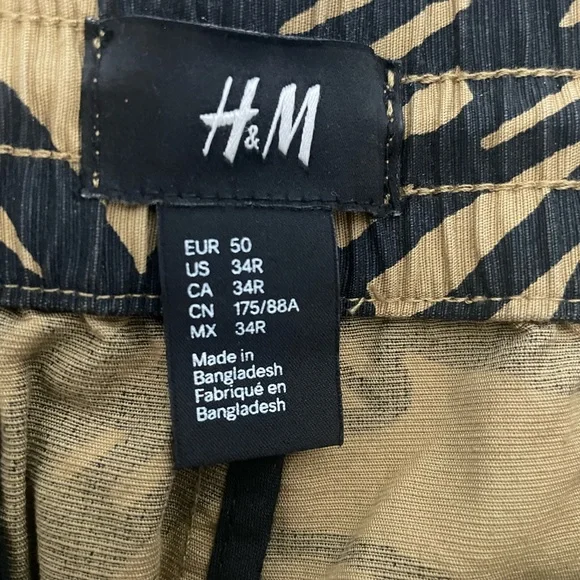 H&M
EUR 50
US 34R
CA 34R
CN 175/88A
MX 34R
Made in
Bangladesh
Fabriqué en
Bangladesh